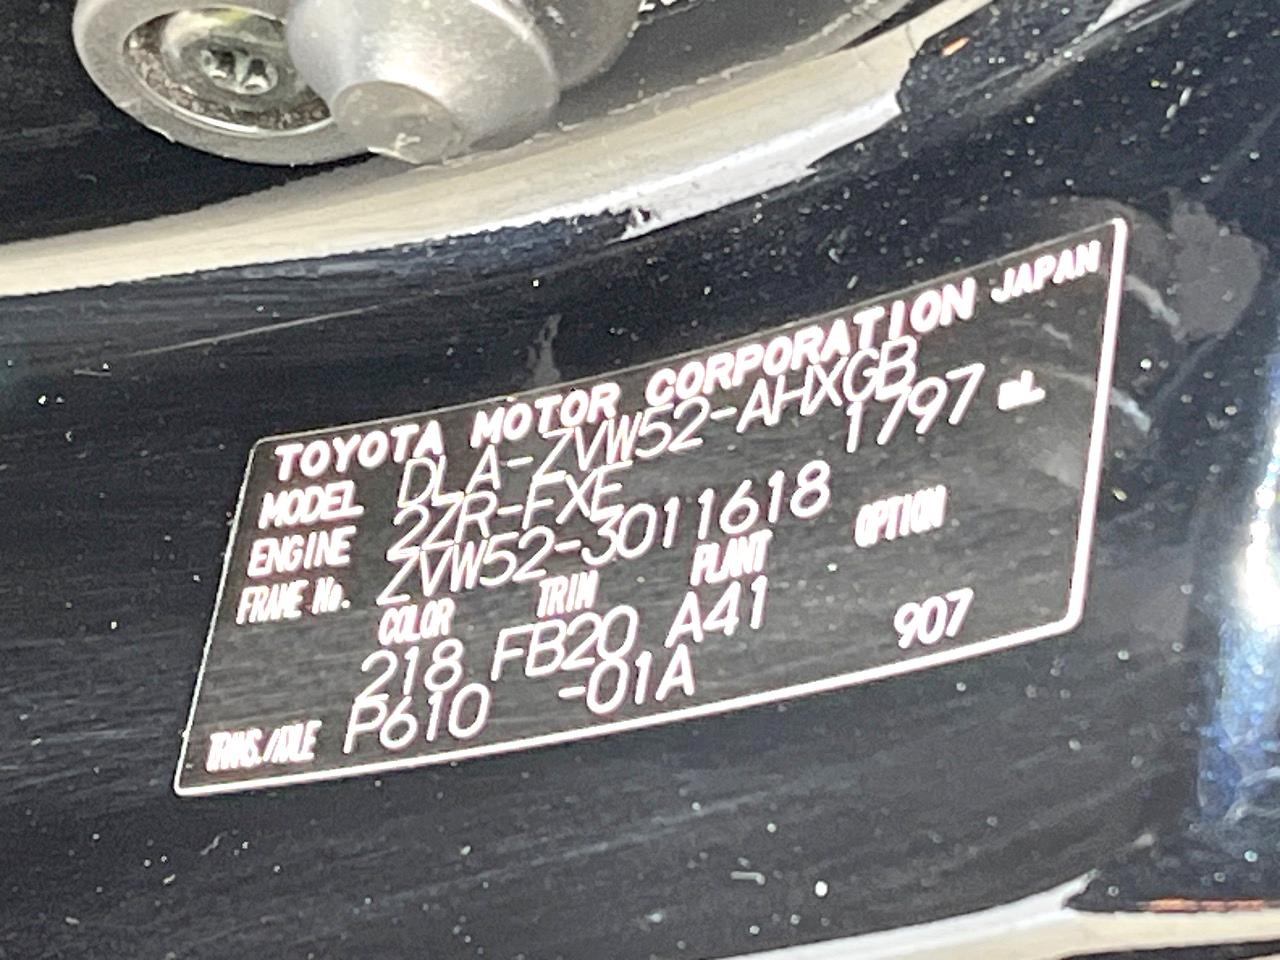 TOYOTA MOTOR CORPORATION JAPAN
MODEL DLA-ZVW52-AHXGB
ENGINE 2ZR-FXE 1797 mL
FRAME No. ZVW52-3011618
COLOR TRIM PLANT OPTION
218 FB20 A41
TRANS./AXLE P610 -01A 907